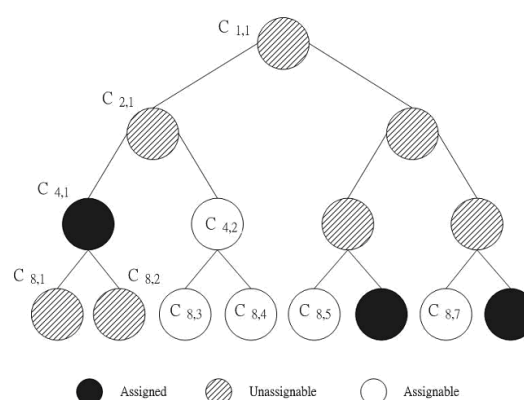 C 1,1
C 2,1
C 4,1
C 4,2
C 8,1
C 8,2
C 8,3
C 8,4
C 8,5
C 8,7
Assigned
Unassignable
Assignable